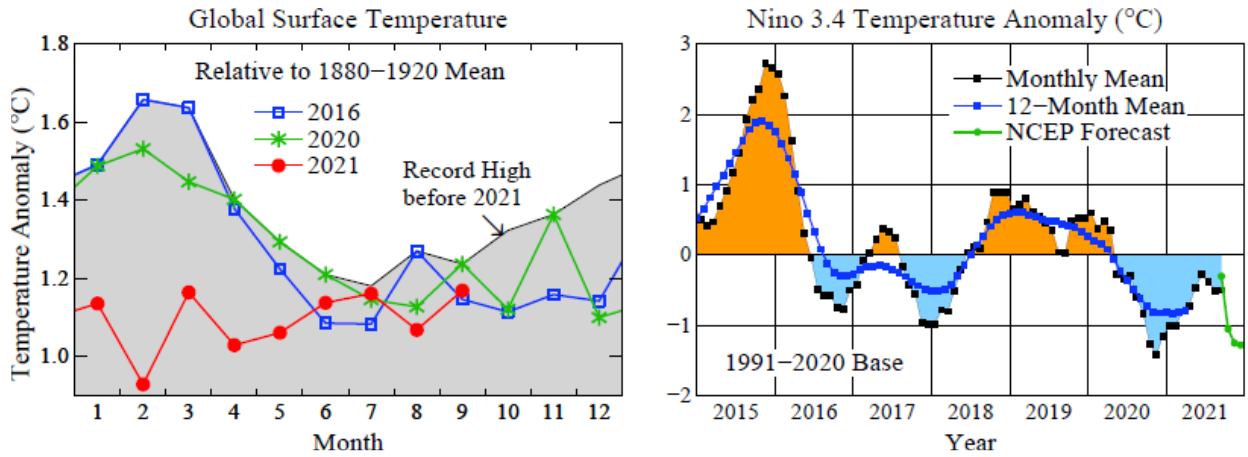 Global Surface Temperature
Temperature Anomaly (°C)
1.8
1.6
1.4
1.2
1.0
Relative to 1880−1920 Mean
2016
2020
2021
Record High
before 2021
1 2 3 4 5 6 7 8 9 10 11 12
Month
Nino 3.4 Temperature Anomaly (°C)
3
2
1
0
−1
−2
Monthly Mean
12−Month Mean
NCEP Forecast
1991−2020 Base
2015 2016 2017 2018 2019 2020 2021
Year